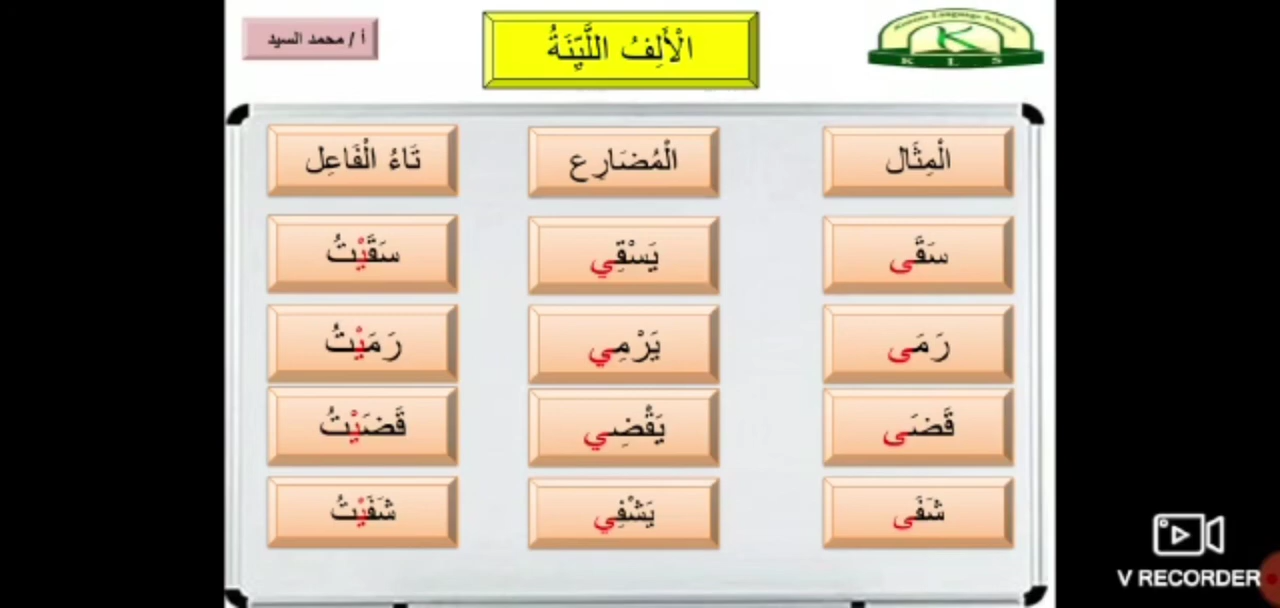 أ / محمد السيد
الْأَلِفُ اللَّيِّنَةُ
K L S
الْمِثَال الْمُضَارِع تَاءُ الْفَاعِل
سَقَى يَسْقِي سَقَيْتُ
رَمَى يَرْمِي رَمَيْتُ
قَضَى يَقْضِي قَضَيْتُ
شَفَى يَشْفِي شَفَيْتُ
V RECORDER